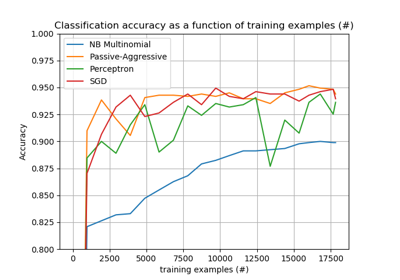 Classification accuracy as a function of training examples (#)
1.000
0.975
0.950
0.925
0.900
0.875
0.850
0.825
0.800
Accuracy
NB Multinomial
Passive-Aggressive
Perceptron
SGD
0 2500 5000 7500 10000 12500 15000 17500
training examples (#)